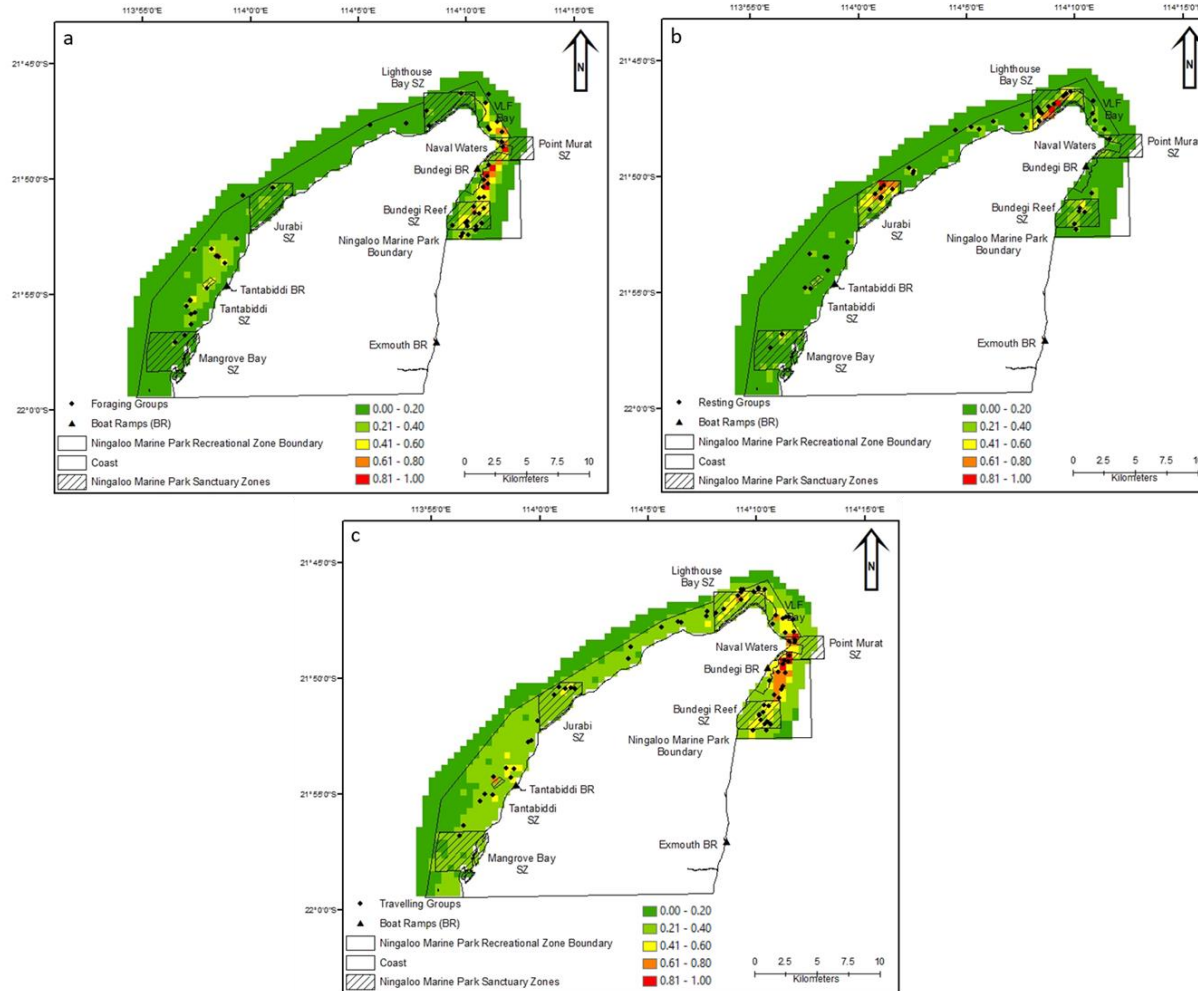 a
113°55'0"E 114°0'0"E 114°5'0"E 114°10'0"E 114°15'0"E
N
21°45'0"S
Lighthouse
Bay SZ
VLF
Bay
Naval Waters
Point Murat
SZ
21°50'0"S
Bundegi BR
Jurabi
SZ
Bundegi Reef
SZ
Ningaloo Marine Park
Boundary
21°55'0"S
Tantabiddi BR
Tantabiddi
SZ
Exmouth BR
Mangrove Bay
SZ
22°0'0"S
Foraging Groups
Boat Ramps (BR)
Ningaloo Marine Park Recreational Zone Boundary
Coast
Ningaloo Marine Park Sanctuary Zones
0.00 - 0.20
0.21 - 0.40
0.41 - 0.60
0.61 - 0.80
0.81 - 1.00
0 2.5 5 7.5 10
Kilometers
b
113°55'0"E 114°0'0"E 114°5'0"E 114°10'0"E 114°15'0"E
N
21°45'0"S
Lighthouse
Bay SZ
VLF
Bay
Naval Waters
Point Murat
SZ
21°50'0"S
Bundegi BR
Jurabi
SZ
Bundegi Reef
SZ
Ningaloo Marine Park
Boundary
21°55'0"S
Tantabiddi BR
Tantabiddi
SZ
Exmouth BR
Mangrove Bay
SZ
22°0'0"S
Resting Groups
Boat Ramps (BR)
Ningaloo Marine Park Recreational Zone Boundary
Coast
Ningaloo Marine Park Sanctuary Zones
0.00 - 0.20
0.21 - 0.40
0.41 - 0.60
0.61 - 0.80
0.81 - 1.00
0 2.5 5 7.5 10
Kilometers
c
113°55'0"E 114°0'0"E 114°5'0"E 114°10'0"E 114°15'0"E
N
21°45'0"S
Lighthouse
Bay SZ
VLF
Bay
Naval Waters
Point Murat
SZ
21°50'0"S
Bundegi BR
Jurabi
SZ
Bundegi Reef
SZ
Ningaloo Marine Park
Boundary
21°55'0"S
Tantabiddi BR
Tantabiddi
SZ
Exmouth BR
Mangrove Bay
SZ
22°0'0"S
Travelling Groups
Boat Ramps (BR)
Ningaloo Marine Park Recreational Zone Boundary
Coast
Ningaloo Marine Park Sanctuary Zones
0.00 - 0.20
0.21 - 0.40
0.41 - 0.60
0.61 - 0.80
0.81 - 1.00
0 2.5 5 7.5 10
Kilometers